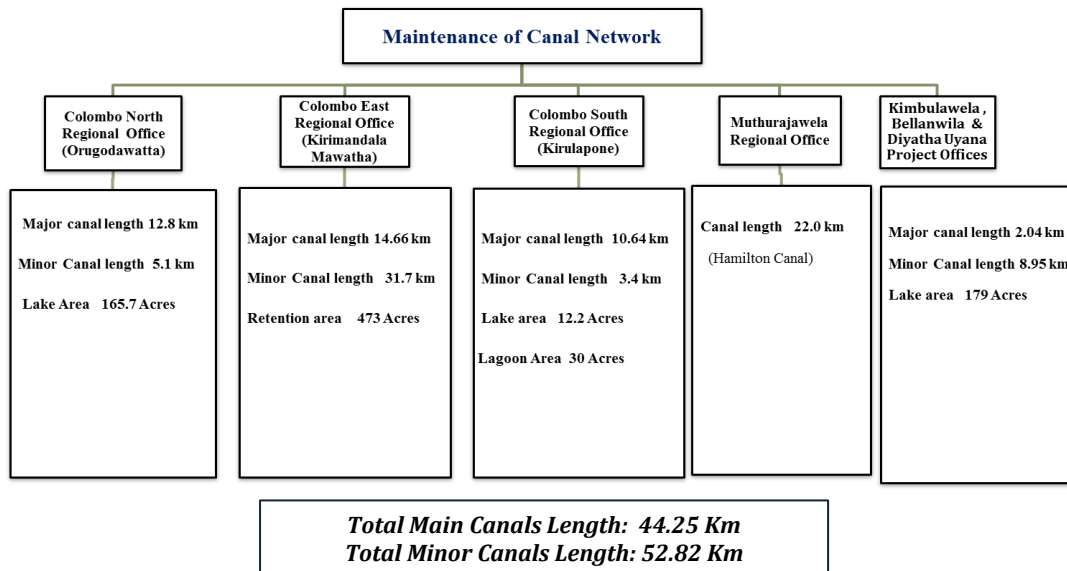 Maintenance of Canal Network
Colombo North
Regional Office
(Orugodawatta)
Major canal length 12.8 km
Minor Canal length 5.1 km
Lake Area 165.7 Acres
Colombo East
Regional Office
(Kirimandala
Mawatha)
Major canal length 14.66 km
Minor Canal length 31.7 km
Retention area 473 Acres
Colombo South
Regional Office
(Kirulapone)
Major canal length 10.64 km
Minor Canal length 3.4 km
Lake area 12.2 Acres
Lagoon Area 30 Acres
Muthurajawela
Regional Office
Canal length 22.0 km
(Hamilton Canal)
Kimbulawela ,
Bellanwila &
Diyatha Uyana
Project Offices
Major canal length 2.04 km
Minor Canal length 8.95 km
Lake area 179 Acres
Total Main Canals Length: 44.25 Km
Total Minor Canals Length: 52.82 Km